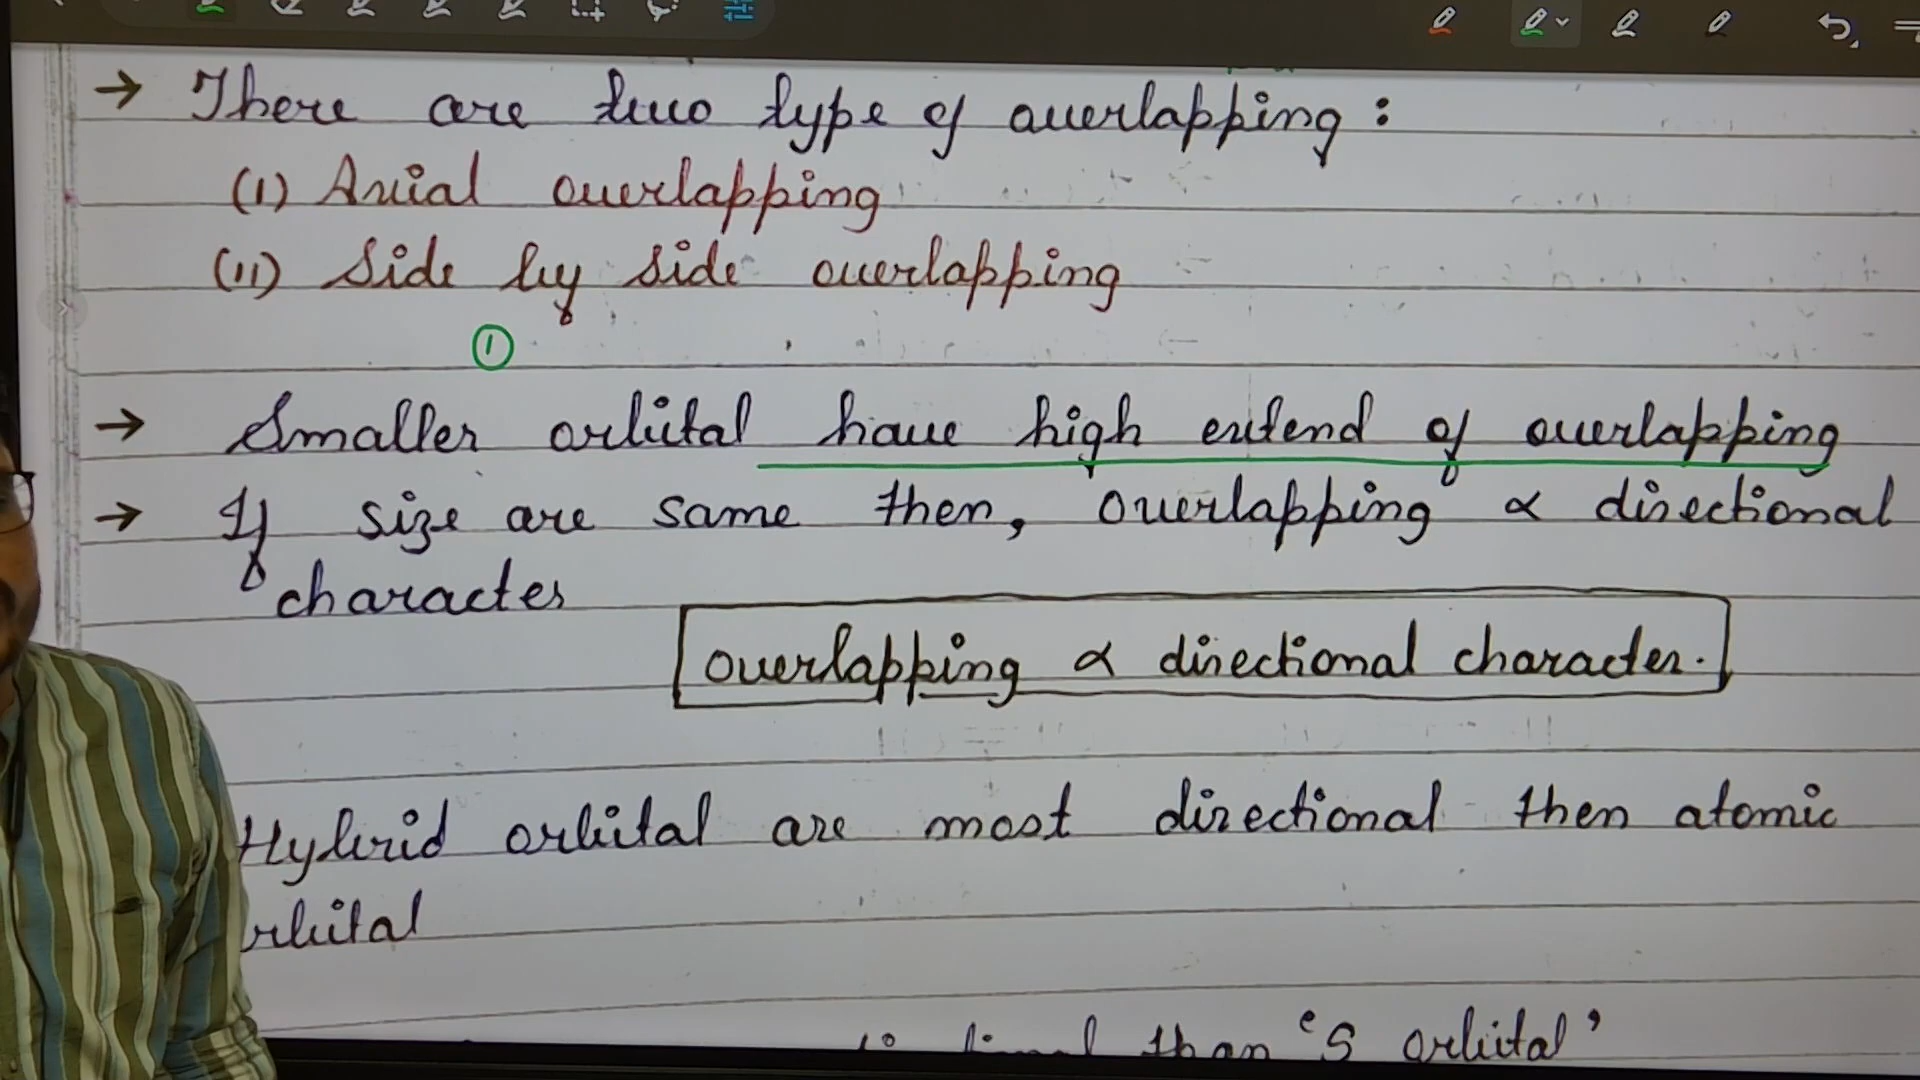 → There are two type of overlapping :
(I) Axial overlapping
(II) Side by side overlapping
①
→ Smaller orbital have high extend of overlapping
→ If size are same then, overlapping ∝ directional
character
overlapping ∝ directional character.
Hybrid orbital are most directional then atomic
rbital
than 'S orbital'